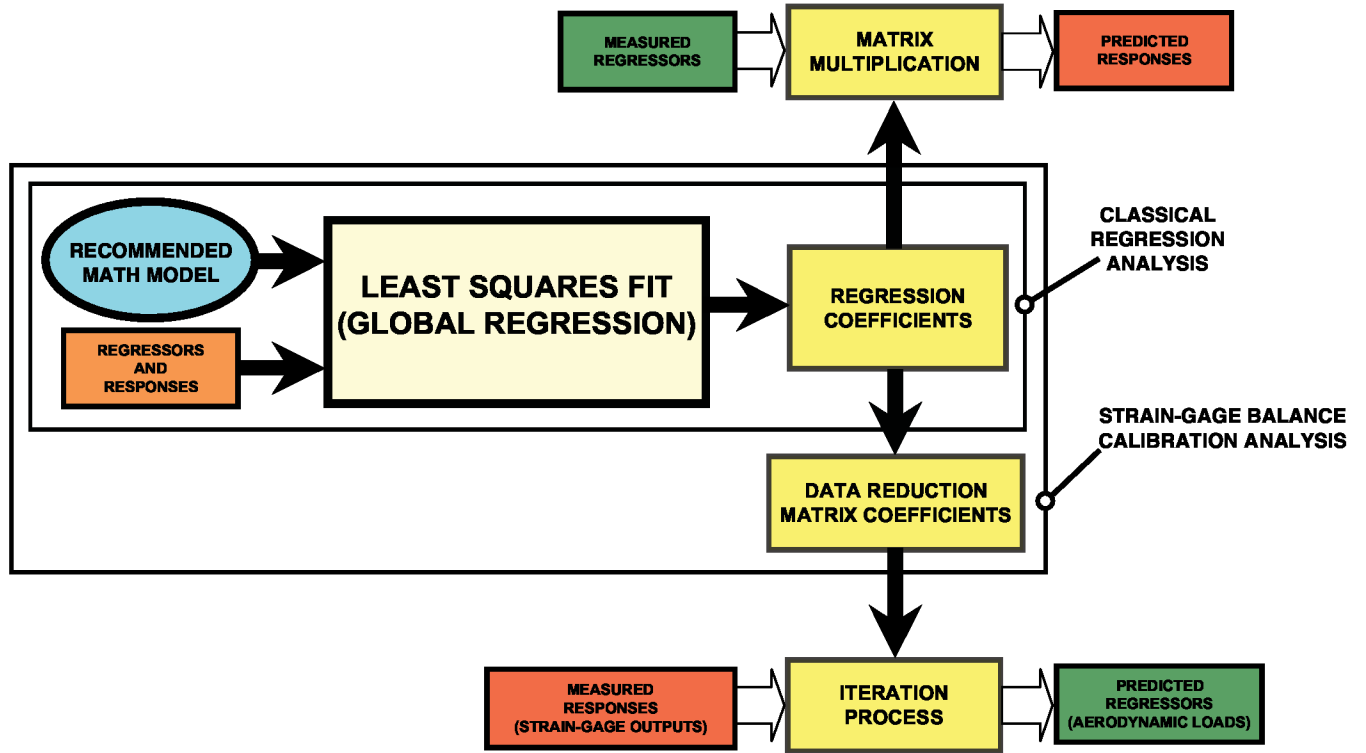 MEASURED
REGRESSORS
MATRIX
MULTIPLICATION
PREDICTED
RESPONSES
RECOMMENDED
MATH MODEL
REGRESSORS
AND
RESPONSES
LEAST SQUARES FIT
(GLOBAL REGRESSION)
REGRESSION
COEFFICIENTS
CLASSICAL
REGRESSION
ANALYSIS
STRAIN-GAGE BALANCE
CALIBRATION ANALYSIS
DATA REDUCTION
MATRIX COEFFICIENTS
MEASURED
RESPONSES
(STRAIN-GAGE OUTPUTS)
ITERATION
PROCESS
PREDICTED
REGRESSORS
(AERODYNAMIC LOADS)